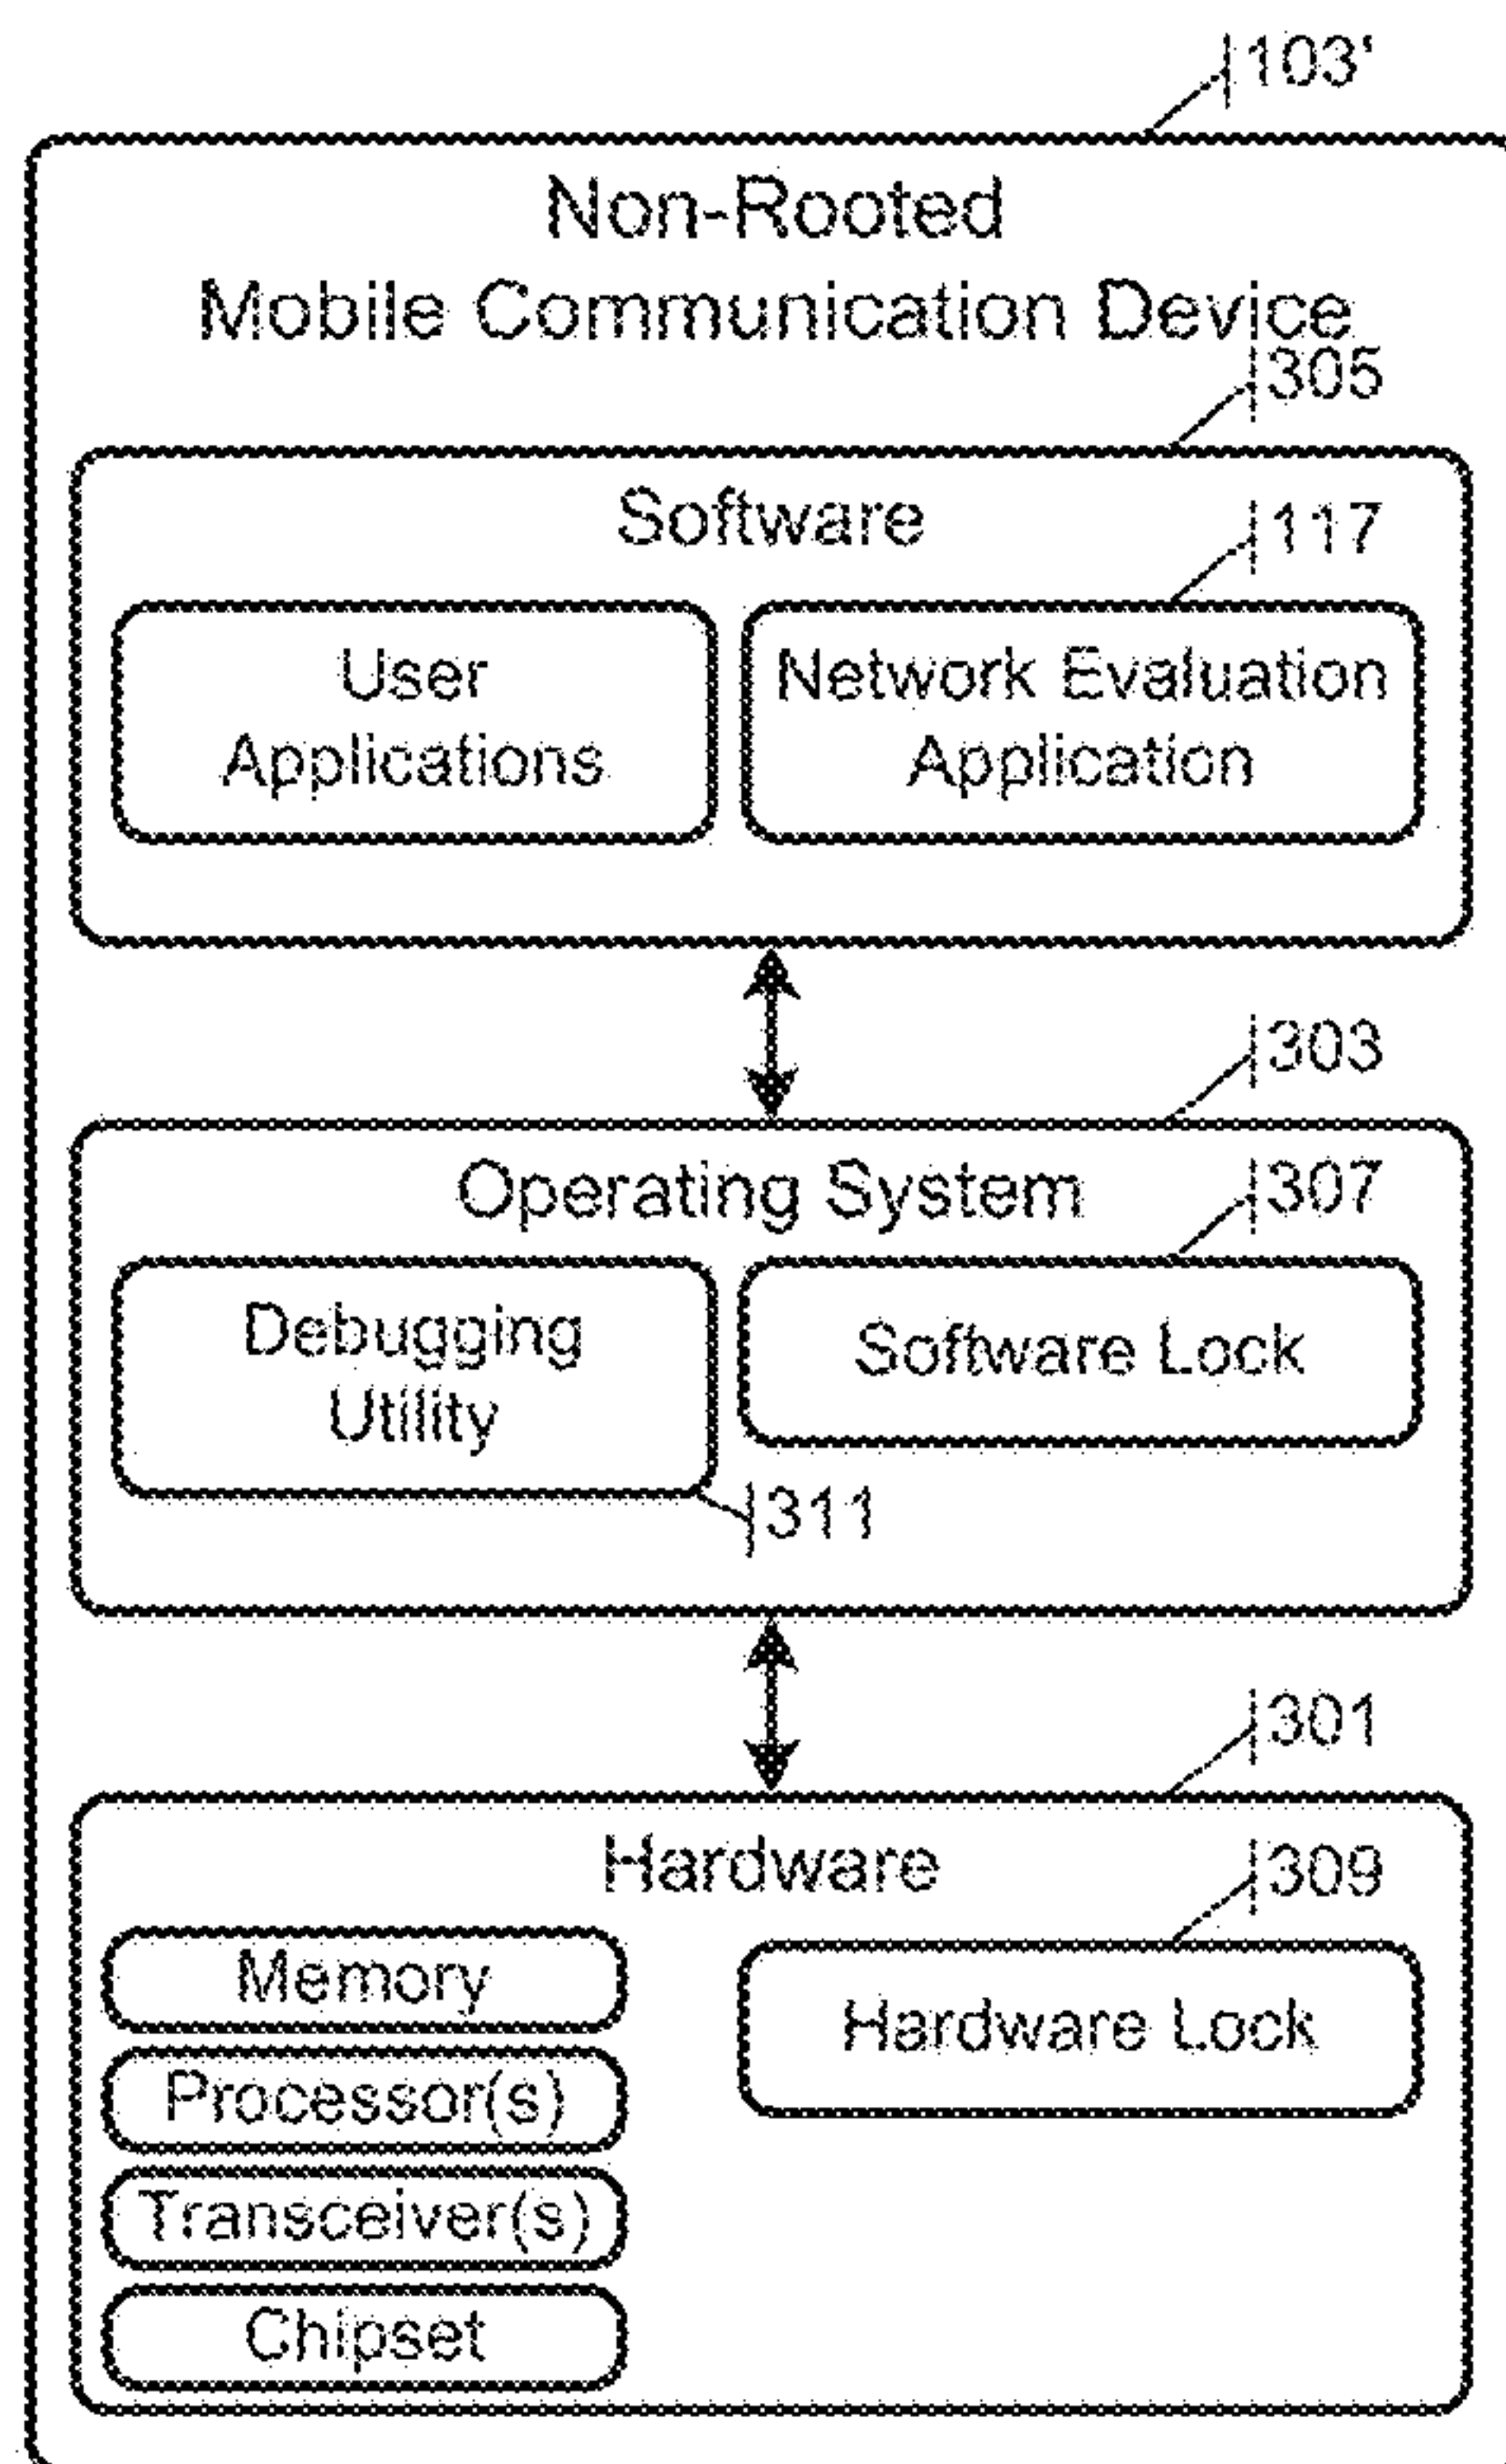 103'
Non-Rooted
Mobile Communication Device
305
Software
117
User
Applications
Network Evaluation
Application
303
Operating System
307
Debugging
Utility
Software Lock
311
301
Hardware
309
Memory
Processor(s)
Transceiver(s)
Chipset
Hardware Lock